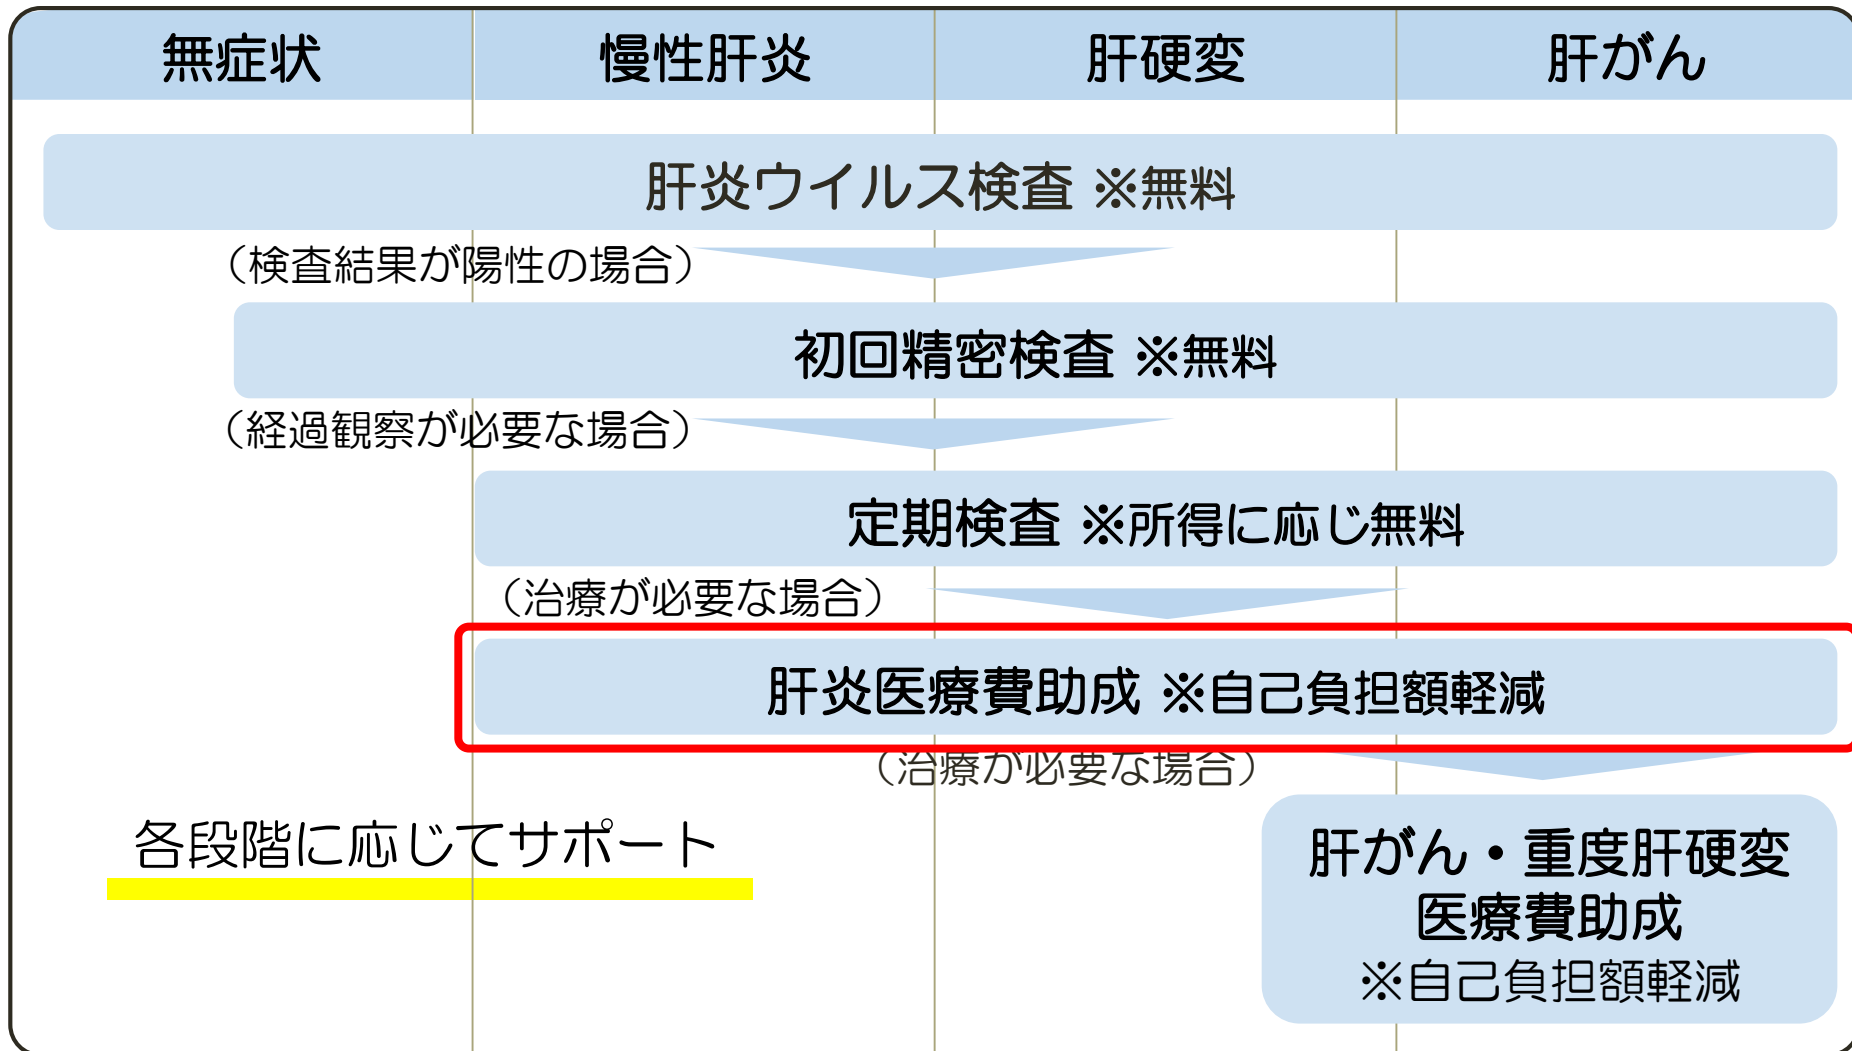 無症状 慢性肝炎 肝硬変 肝がん
肝炎ウイルス検査 ※無料
（検査結果が陽性の場合）
初回精密検査 ※無料
（経過観察が必要な場合）
定期検査 ※所得に応じ無料
（治療が必要な場合）
肝炎医療費助成 ※自己負担額軽減
（治療が必要な場合）
各段階に応じてサポート
肝がん・重度肝硬変
医療費助成
※自己負担額軽減